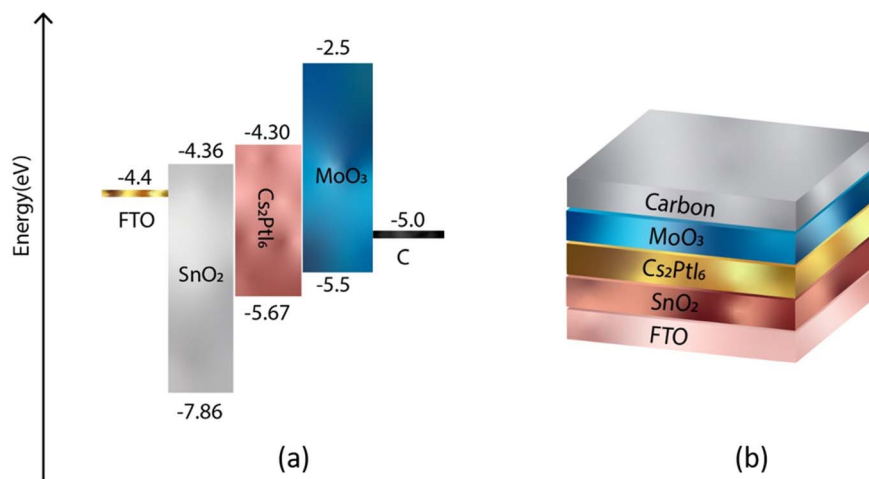 Energy(eV)
-4.4
FTO
-4.36
SnO₂
-7.86
-4.30
Cs₂PtI₆
-5.67
-2.5
MoO₃
-5.5
-5.0
C
(a)
Carbon
MoO₃
Cs₂PtI₆
SnO₂
FTO
(b)